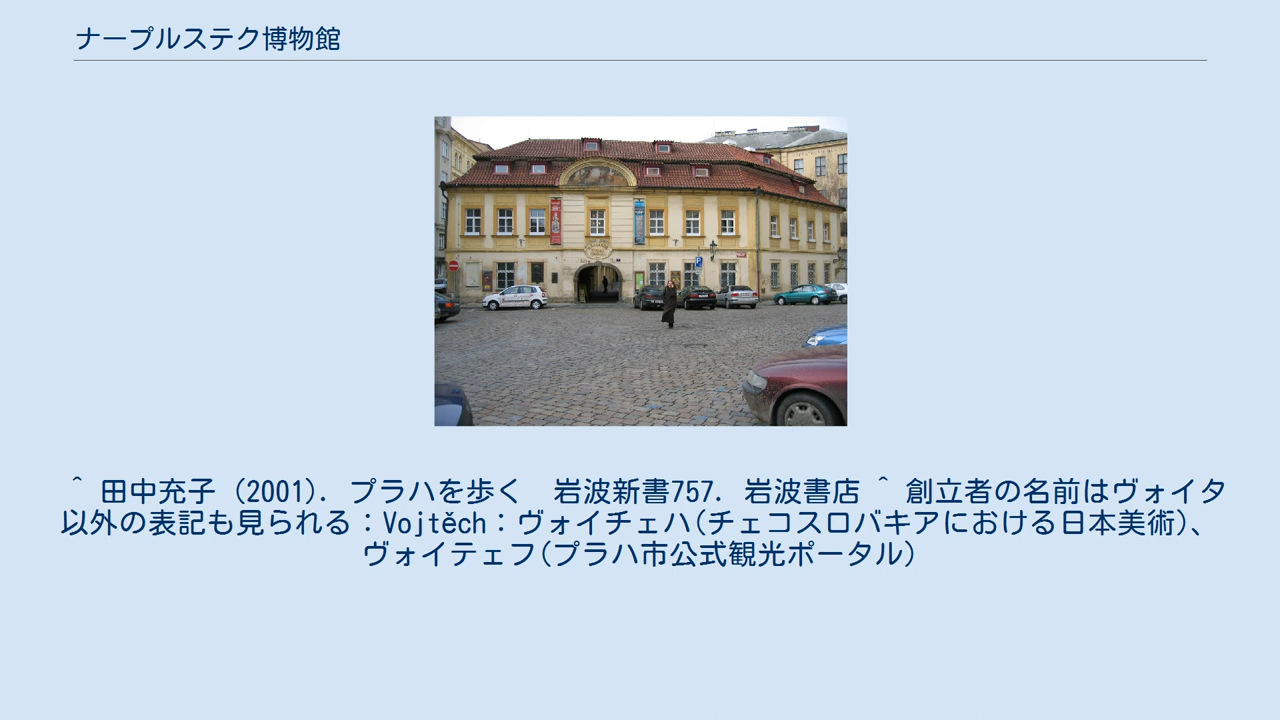 ナープルステク博物館
^ 田中充子 (2001). プラハを歩く　岩波新書757. 岩波書店 ^ 創立者の名前はヴォイタ
以外の表記も見られる：Vojtěch：ヴォイチェハ(チェコスロバキアにおける日本美術)、
ヴォイテェフ(プラハ市公式観光ポータル)